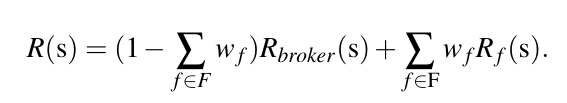 R(s) = (1 − ∑_{f∈F} w_f)R_{broker}(s) + ∑_{f∈F} w_f R_f(s).